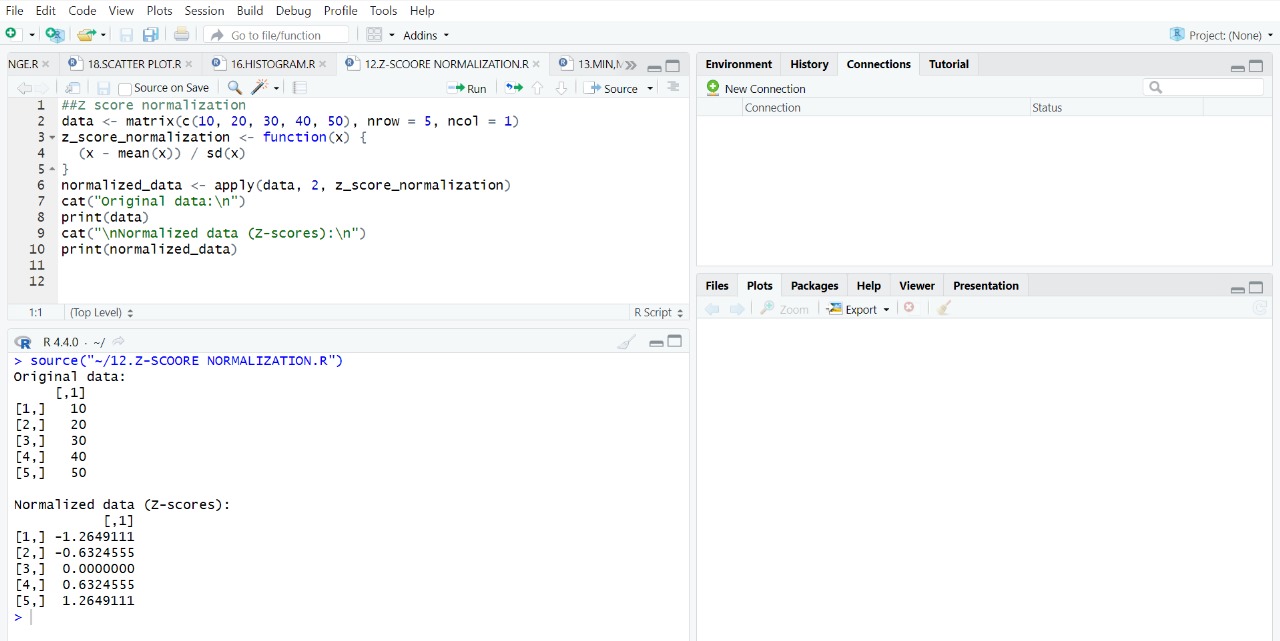 File Edit Code View Plots Session Build Debug Profile Tools Help
Go to file/function Addins Project: (None)
NGE.R 18.SCATTER PLOT.R 16.HISTOGRAM.R 12.Z-SCOORE NORMALIZATION.R 13.MIN,
Source on Save Run Source
1 ##Z score normalization
2 data <- matrix(c(10, 20, 30, 40, 50), nrow = 5, ncol = 1)
3 z_score_normalization <- function(x) {
4 (x - mean(x)) / sd(x)
5 }
6 normalized_data <- apply(data, 2, z_score_normalization)
7 cat("Original data:\n")
8 print(data)
9 cat("\nNormalized data (Z-scores):\n")
10 print(normalized_data)
11
12
1:1 (Top Level) R Script
R 4.4.0 · ~/
> source("~/12.Z-SCOORE NORMALIZATION.R")
Original data:
[,1]
[1,] 10
[2,] 20
[3,] 30
[4,] 40
[5,] 50
Normalized data (Z-scores):
[,1]
[1,] -1.2649111
[2,] -0.6324555
[3,] 0.0000000
[4,] 0.6324555
[5,] 1.2649111
>
Environment History Connections Tutorial
New Connection
Connection Status
Files Plots Packages Help Viewer Presentation
Zoom Export